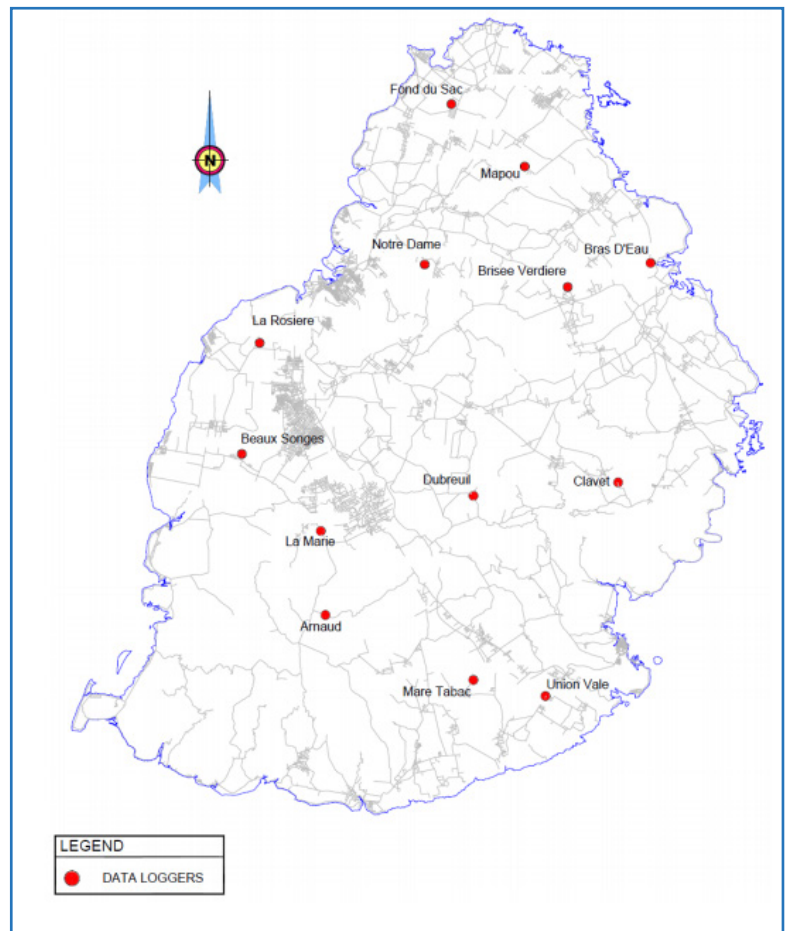 Fond du Sac
N
Mapou
Notre Dame
Bras D'Eau
Brisee Verdiere
La Rosiere
Beaux Songes
Dubreuil
Clavet
La Marie
Arnaud
Mare Tabac
Union Vale
LEGEND
DATA LOGGERS